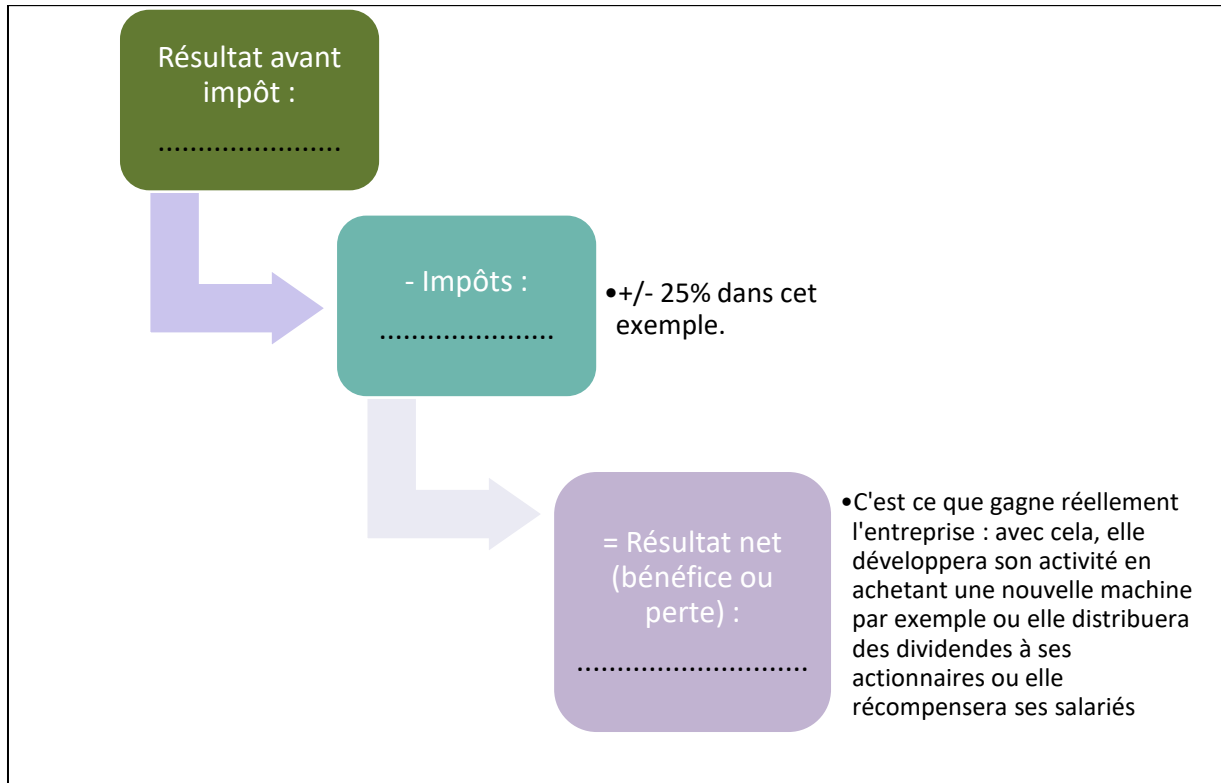 Résultat avant
impôt :
.......................
- Impôts :
......................
•+/- 25% dans cet
exemple.
= Résultat net
(bénéfice ou
perte) :
.............................
•C'est ce que gagne réellement
l'entreprise : avec cela, elle
développera son activité en
achetant une nouvelle machine
par exemple ou elle distribuera
des dividendes à ses
actionnaires ou elle
récompensera ses salariés